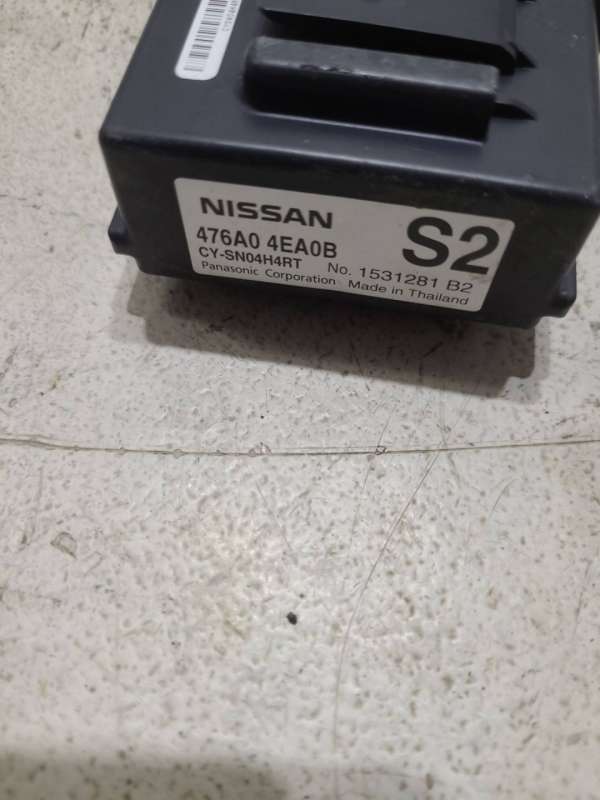 NISSAN
476A0 4EA0B
S2
CY-SN04H4RT No. 1531281 B2
Panasonic Corporation Made in Thailand